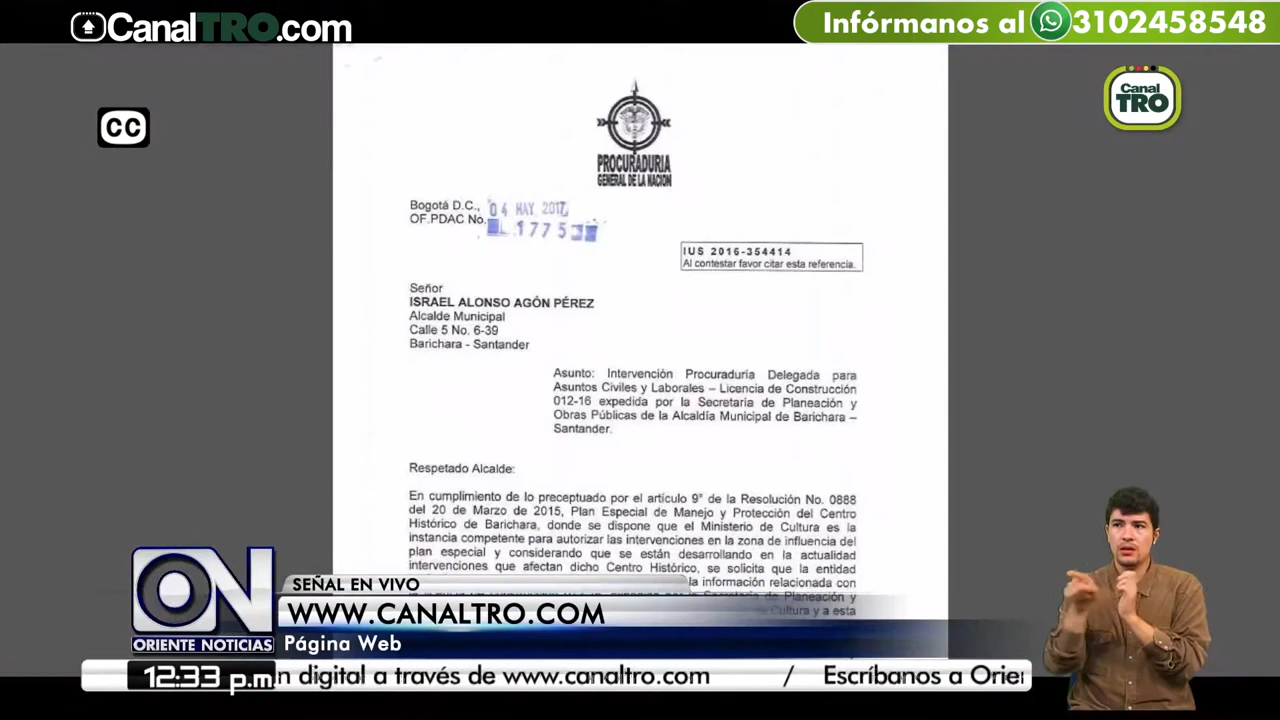 CanalTRO.com
Infórmanos al 3102458548
Canal
TRO
CC
PROCURADURIA
GENERAL DE LA NACION
Bogotá D.C., 04 MAY 2017
OF.PDAC No. 1775
IUS 2016-354414
Al contestar favor citar esta referencia.
Señor
ISRAEL ALONSO AGÓN PÉREZ
Alcalde Municipal
Calle 5 No. 6-39
Barichara - Santander
Asunto: Intervención Procuraduría Delegada para
Asuntos Civiles y Laborales – Licencia de Construcción
012-16 expedida por la Secretaría de Planeación y
Obras Públicas de la Alcaldía Municipal de Barichara –
Santander.
Respetado Alcalde:
En cumplimiento de lo preceptuado por el artículo 9° de la Resolución No. 0888
del 20 de Marzo de 2015, Plan Especial de Manejo y Protección del Centro
Histórico de Barichara, donde se dispone que el Ministerio de Cultura es la
instancia competente para autorizar las intervenciones en la zona de influencia del
plan especial y considerando que se están desarrollando en la actualidad
intervenciones que afectan dicho Centro Histórico, se solicita que la entidad
la información relacionada con
Planeación y
Cultura y a esta
ON
ORIENTE NOTICIAS
SEÑAL EN VIVO
WWW.CANALTRO.COM
Página Web
12:33 p.m
n digital a través de www.canaltro.com / Escríbanos a Orie